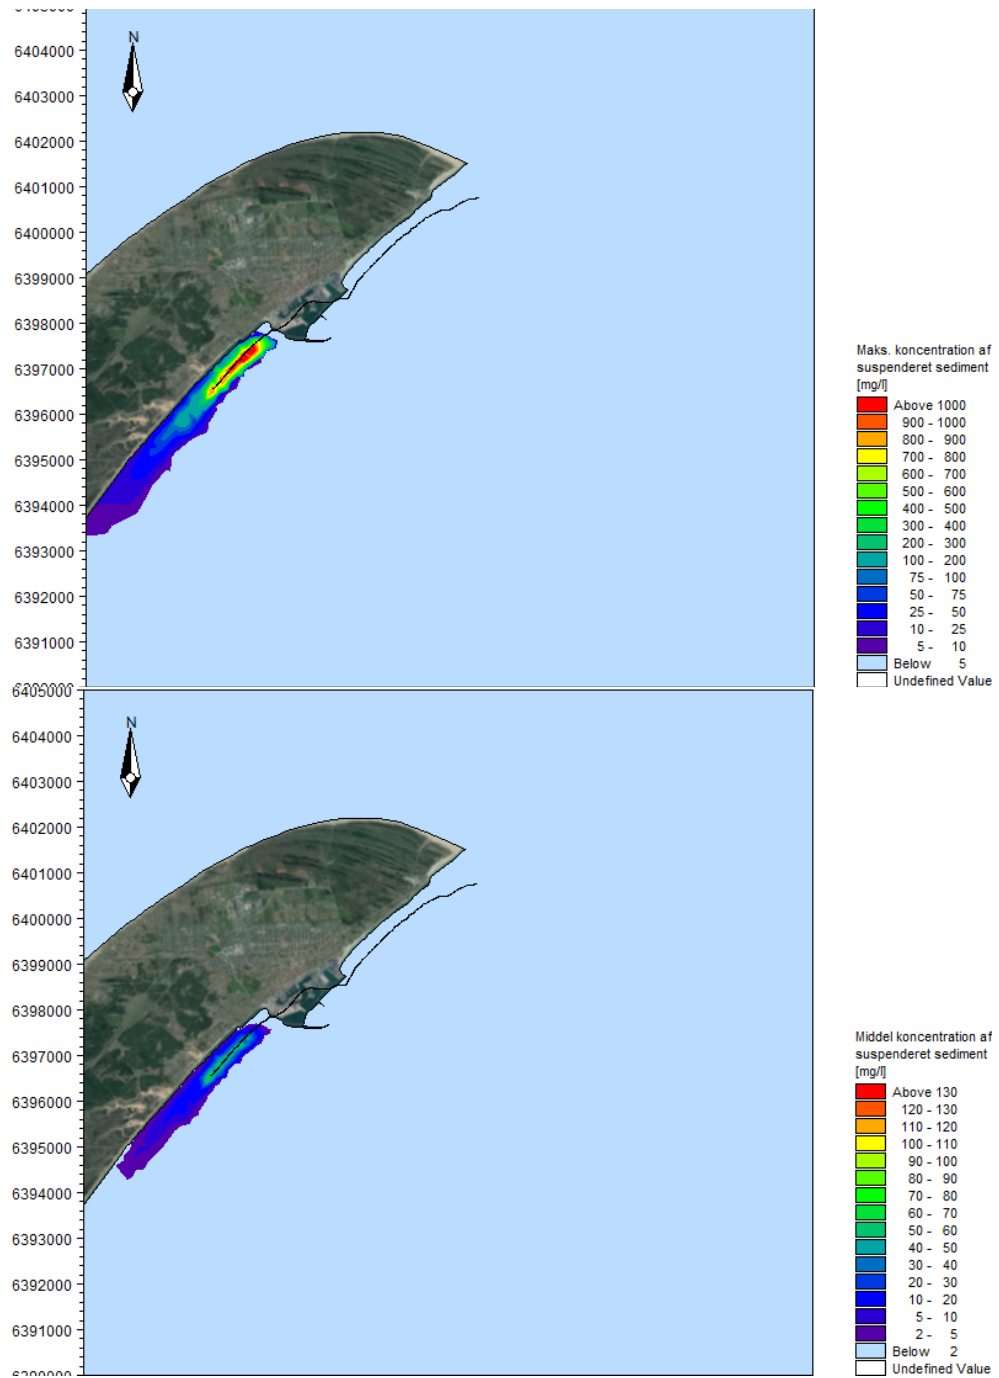 6404000
N
6403000
6402000
6401000
6400000
6399000
6398000
6397000
6396000
6395000
6394000
6393000
6392000
6391000
Maks. koncentration af
suspenderet sediment
[mg/l]
Above 1000
900 - 1000
800 - 900
700 - 800
600 - 700
500 - 600
400 - 500
300 - 400
200 - 300
100 - 200
75 - 100
50 - 75
25 - 50
10 - 25
5 - 10
Below 5
Undefined Value
6405000
N
6404000
6403000
6402000
6401000
6400000
6399000
6398000
6397000
6396000
6395000
6394000
6393000
6392000
6391000
Middel koncentration af
suspenderet sediment
[mg/l]
Above 130
120 - 130
110 - 120
100 - 110
90 - 100
80 - 90
70 - 80
60 - 70
50 - 60
40 - 50
30 - 40
20 - 30
10 - 20
5 - 10
2 - 5
Below 2
Undefined Value